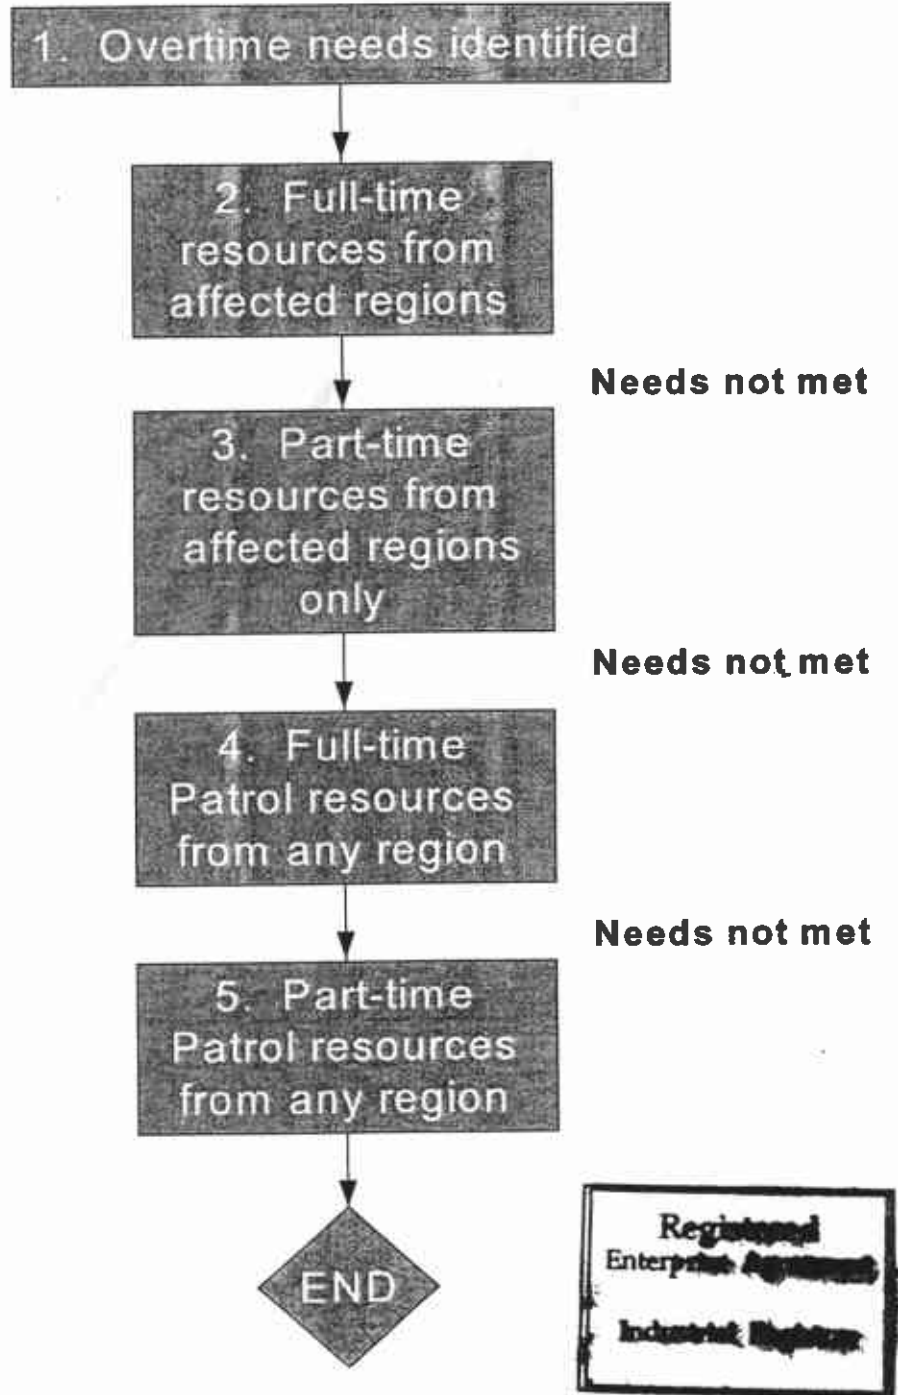 1. Overtime needs identified
2. Full-time
resources from
affected regions
Needs not met
3. Part-time
resources from
affected regions
only
Needs not met
4. Full-time
Patrol resources
from any region
Needs not met
5. Part-time
Patrol resources
from any region
END
Registered
Enterprise Agreement
Industrial Registrar